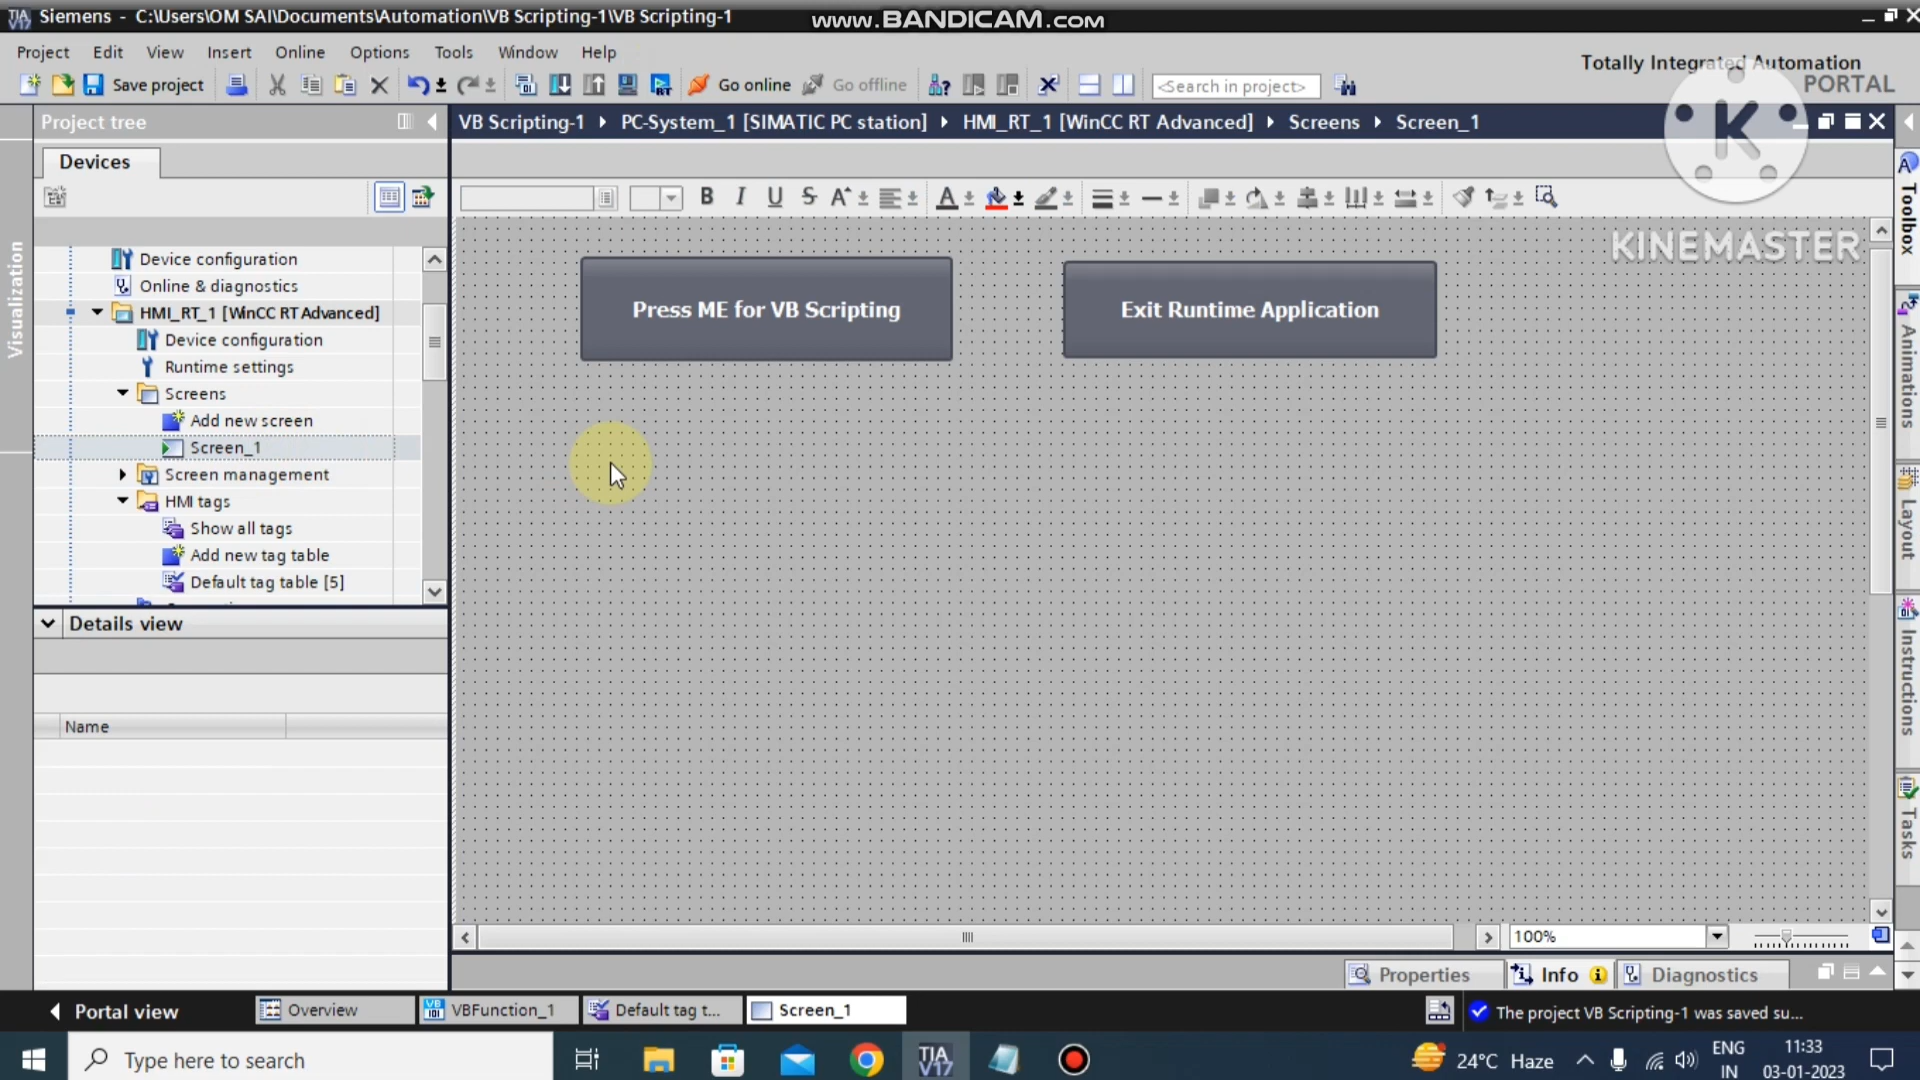 Siemens - C:\Users\OM SAI\Documents\Automation\VB Scripting-1\VB Scripting-1
www.BANDICAM.com
Project Edit View Insert Online Options Tools Window Help
Totally Integrated Automation
PORTAL
Save project
Go online
Go offline
<Search in project>
K
KINEMASTER
Project tree
VB Scripting-1 PC-System_1 [SIMATIC PC station] HMI_RT_1 [WinCC RT Advanced] Screens Screen_1
Devices
B I U S A A
Visualization
Device configuration
Online & diagnostics
HMI_RT_1 [WinCC RT Advanced]
Device configuration
Runtime settings
Screens
Add new screen
Screen_1
Screen management
HMI tags
Show all tags
Add new tag table
Default tag table [5]
Details view
Name
Press ME for VB Scripting
Exit Runtime Application
Toolbox
Animations
Layout
Instructions
Tasks
100%
Properties Info Diagnostics
Portal view
Overview
VBFunction_1
Default tag t...
Screen_1
The project VB Scripting-1 was saved su...
Type here to search
TIA
V17
24°C Haze
ENG
IN
11:33
03-01-2023